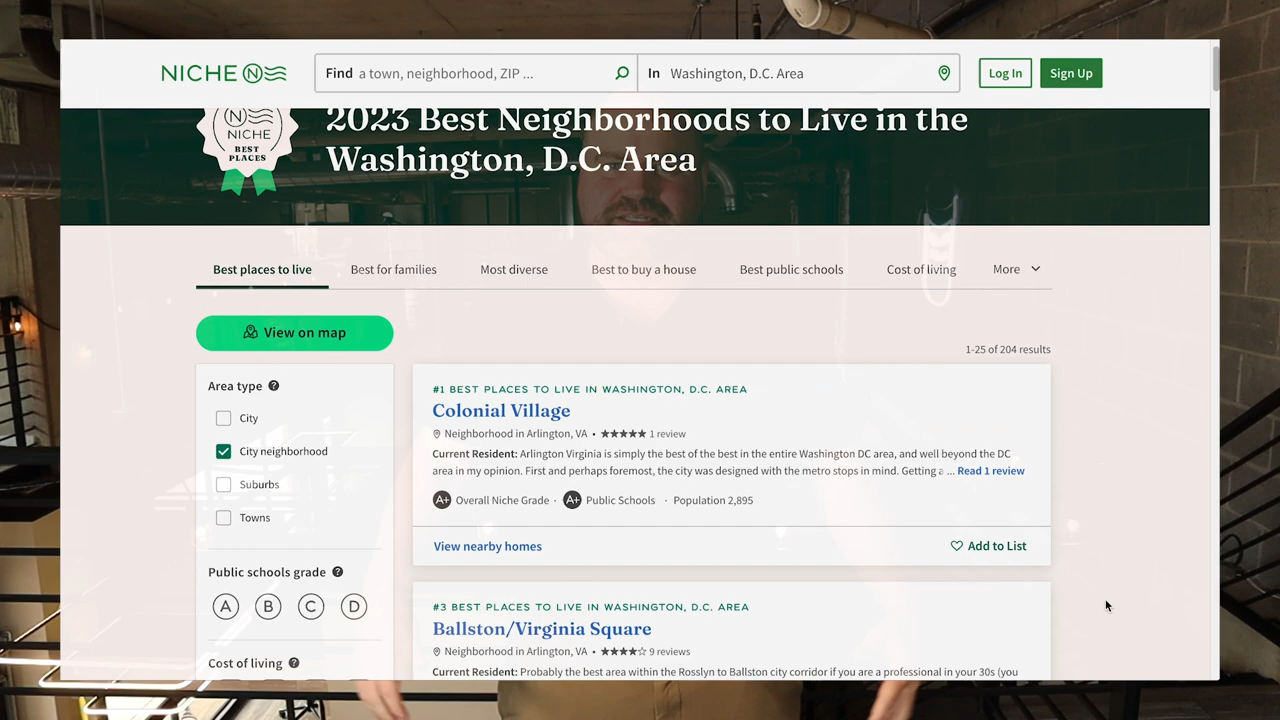 NICHE N
Find a town, neighborhood, ZIP ...
In Washington, D.C. Area
Log In
Sign Up
N
NICHE
BEST
PLACES
2023 Best Neighborhoods to Live in the
Washington, D.C. Area
Best places to live
Best for families
Most diverse
Best to buy a house
Best public schools
Cost of living
More
View on map
1-25 of 204 results
Area type ?
City
City neighborhood
Suburbs
Towns
Public schools grade ?
A B C D
Cost of living ?
#1 BEST PLACES TO LIVE IN WASHINGTON, D.C. AREA
Colonial Village
Neighborhood in Arlington, VA • ★★★★★ 1 review
Current Resident: Arlington Virginia is simply the best of the best in the entire Washington DC area, and well beyond the DC
area in my opinion. First and perhaps foremost, the city was designed with the metro stops in mind. Getting a ... Read 1 review
A+ Overall Niche Grade · A+ Public Schools · Population 2,895
View nearby homes
Add to List
#3 BEST PLACES TO LIVE IN WASHINGTON, D.C. AREA
Ballston/Virginia Square
Neighborhood in Arlington, VA • ★★★★☆ 9 reviews
Current Resident: Probably the best area within the Rosslyn to Ballston city corridor if you are a professional in your 30s (you